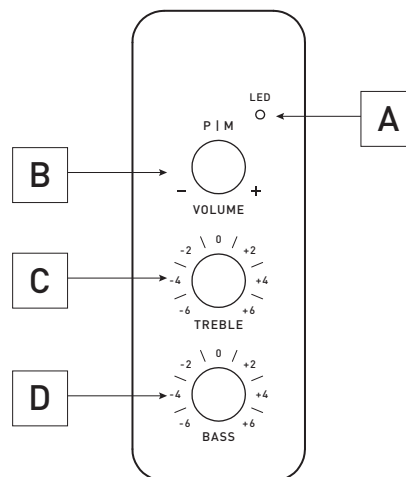 LED
A
P | M
B
– +
VOLUME
0
-2 +2
C
-4 +4
-6 +6
TREBLE
0
-2 +2
D
-4 +4
-6 +6
BASS